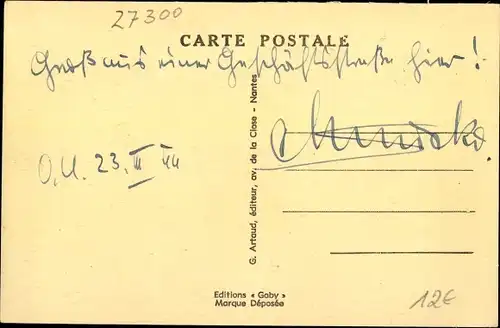 27300
CARTE POSTALE
Gruß aus einer Geschäftsstraße hier!
O.U. 23. III 44
G. Artaud, éditeur, av. de la Close - Nantes
Editions « Gaby »
Marque Déposée
12€